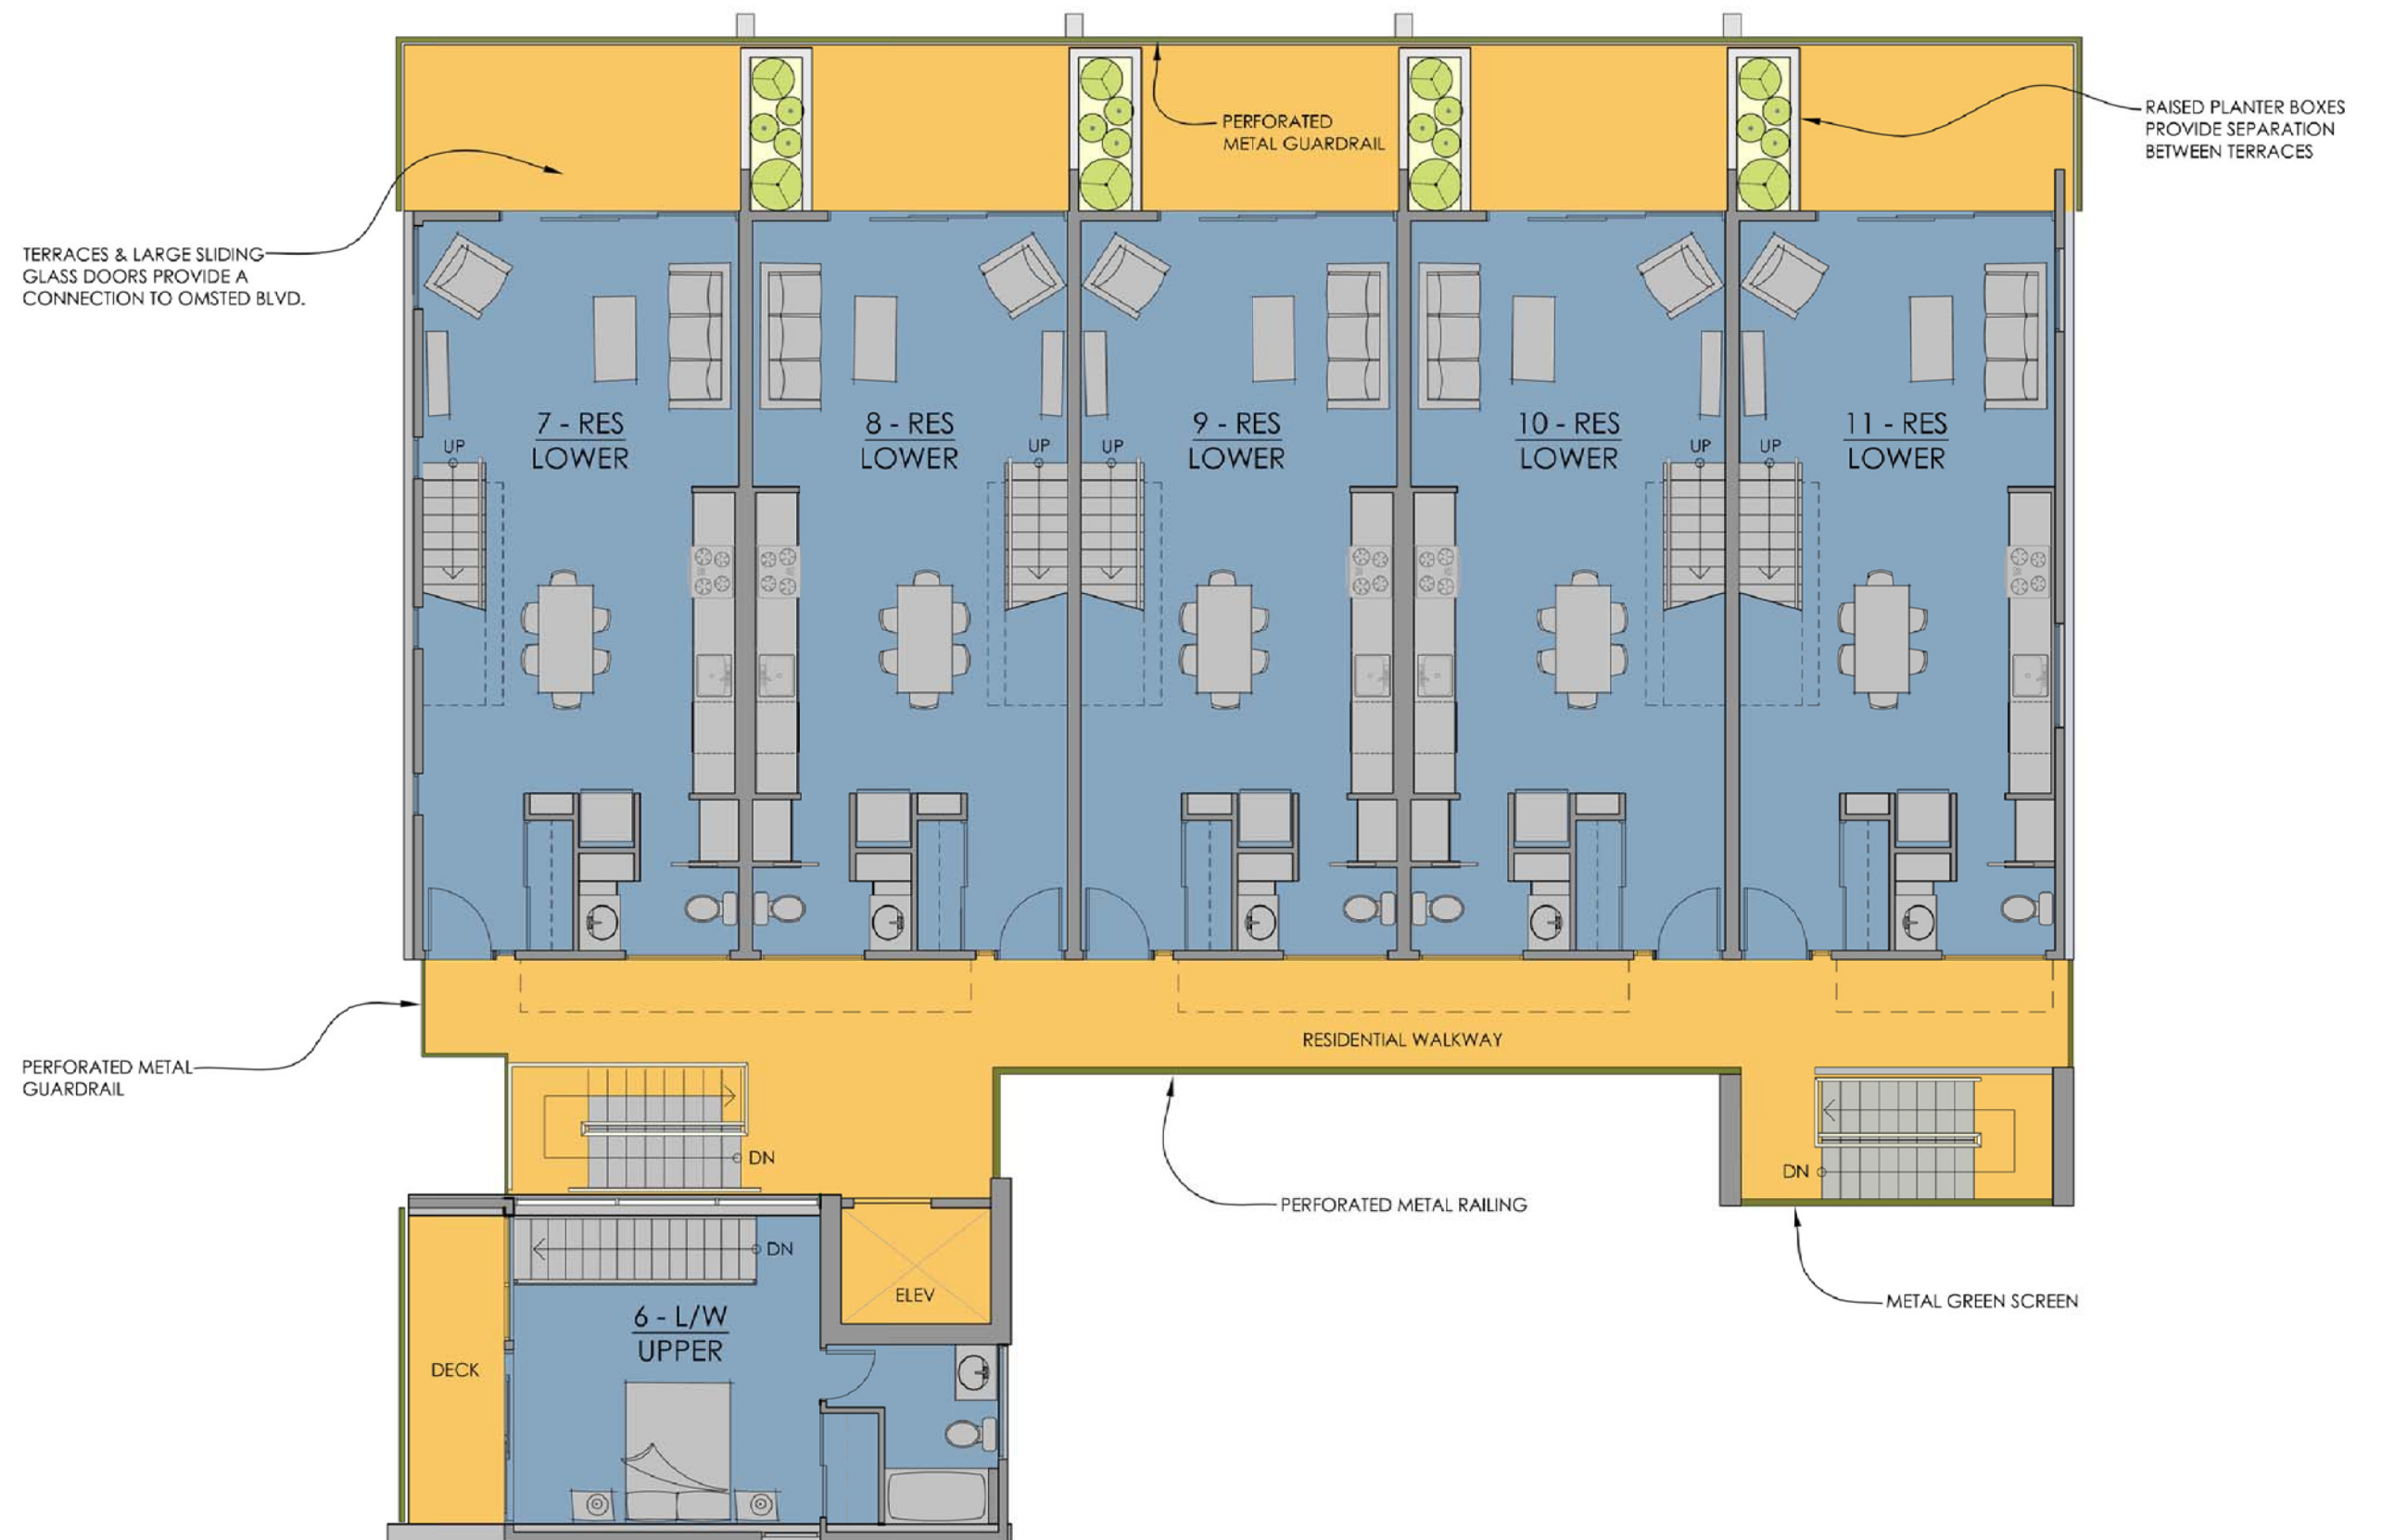 PERFORATED
METAL GUARDRAIL
RAISED PLANTER BOXES
PROVIDE SEPARATION
BETWEEN TERRACES
TERRACES & LARGE SLIDING
GLASS DOORS PROVIDE A
CONNECTION TO OMSTED BLVD.
7 - RES
LOWER
8 - RES
LOWER
9 - RES
LOWER
10 - RES
LOWER
11 - RES
LOWER
UP
UP
UP
UP
UP
RESIDENTIAL WALKWAY
PERFORATED METAL
GUARDRAIL
DN
DN
PERFORATED METAL RAILING
DN
ELEV
METAL GREEN SCREEN
6 - L/W
UPPER
DECK